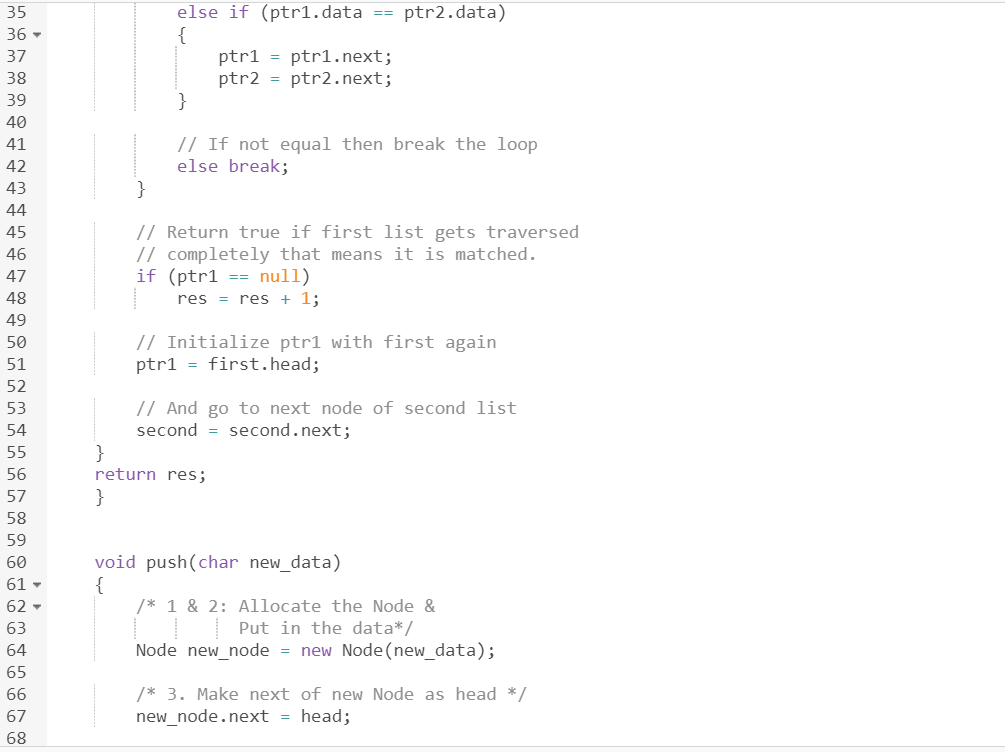 35 else if (ptr1.data == ptr2.data)
36 {
37 ptr1 = ptr1.next;
38 ptr2 = ptr2.next;
39 }
40
41 // If not equal then break the loop
42 else break;
43 }
44
45 // Return true if first list gets traversed
46 // completely that means it is matched.
47 if (ptr1 == null)
48 res = res + 1;
49
50 // Initialize ptr1 with first again
51 ptr1 = first.head;
52
53 // And go to next node of second list
54 second = second.next;
55 }
56 return res;
57 }
58
59
60 void push(char new_data)
61 {
62 /* 1 & 2: Allocate the Node &
63 Put in the data*/
64 Node new_node = new Node(new_data);
65
66 /* 3. Make next of new Node as head */
67 new_node.next = head;
68